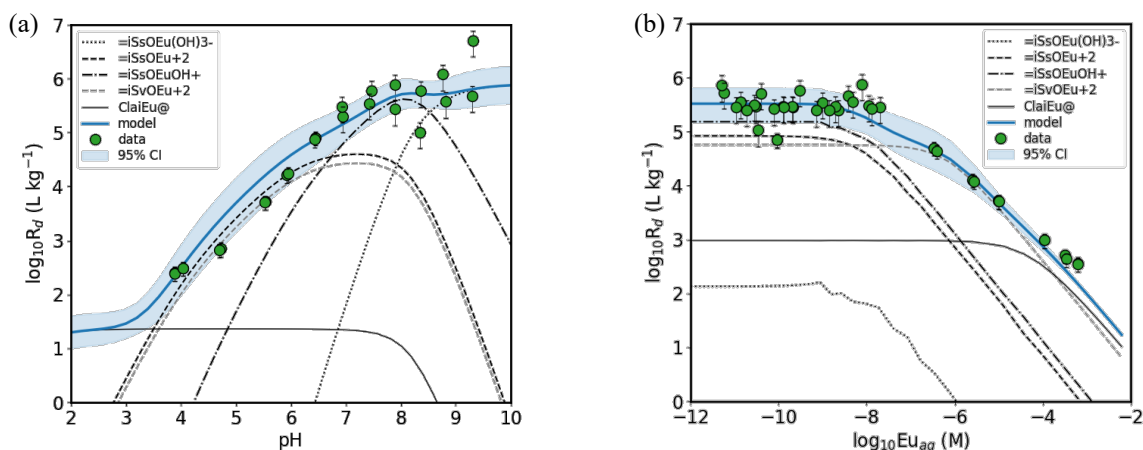 (a)
=iSsOEu(OH)3-
=iSsOEu+2
=iSsOEuOH+
=iSvOEu+2
ClaiEu@
model
data
95% CI
log10Rd (L kg−1)
7
6
5
4
3
2
1
0
2 3 4 5 6 7 8 9 10
pH
(b)
=iSsOEu(OH)3-
=iSsOEu+2
=iSsOEuOH+
=iSvOEu+2
ClaiEu@
model
data
95% CI
log10Rd (L kg−1)
7
6
5
4
3
2
1
0
−12 −10 −8 −6 −4 −2
log10Euaq (M)